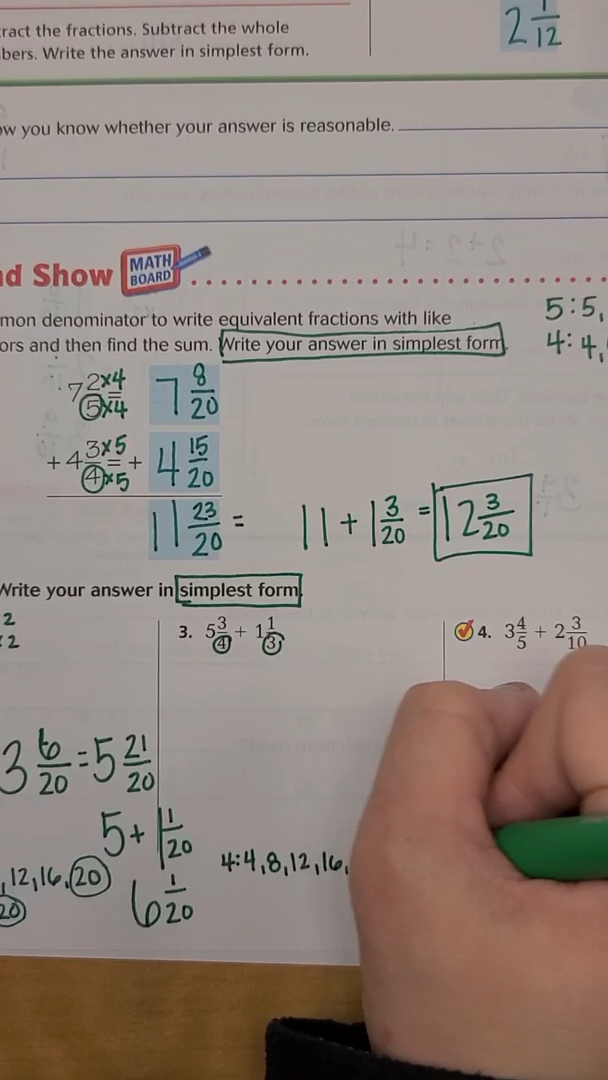 ract the fractions. Subtract the whole
bers. Write the answer in simplest form.
2 1/12
ow you know whether your answer is reasonable.
d Show MATH BOARD
mon denominator to write equivalent fractions with like
ors and then find the sum. Write your answer in simplest form.
5:5,
4:4,
7 2×4/5×4 = 7 8/20
+ 4 3×5/4×5 = + 4 15/20
11 23/20 = 11 + 1 3/20 = 12 3/20
Write your answer in simplest form.
2
2
3. 5 3/4 + 1 1/3
4. 3 4/5 + 2 3/10
3 6/20 = 5 21/20
5 + 1 1/20
6 1/20
,12,16,20
20
4:4,8,12,16,